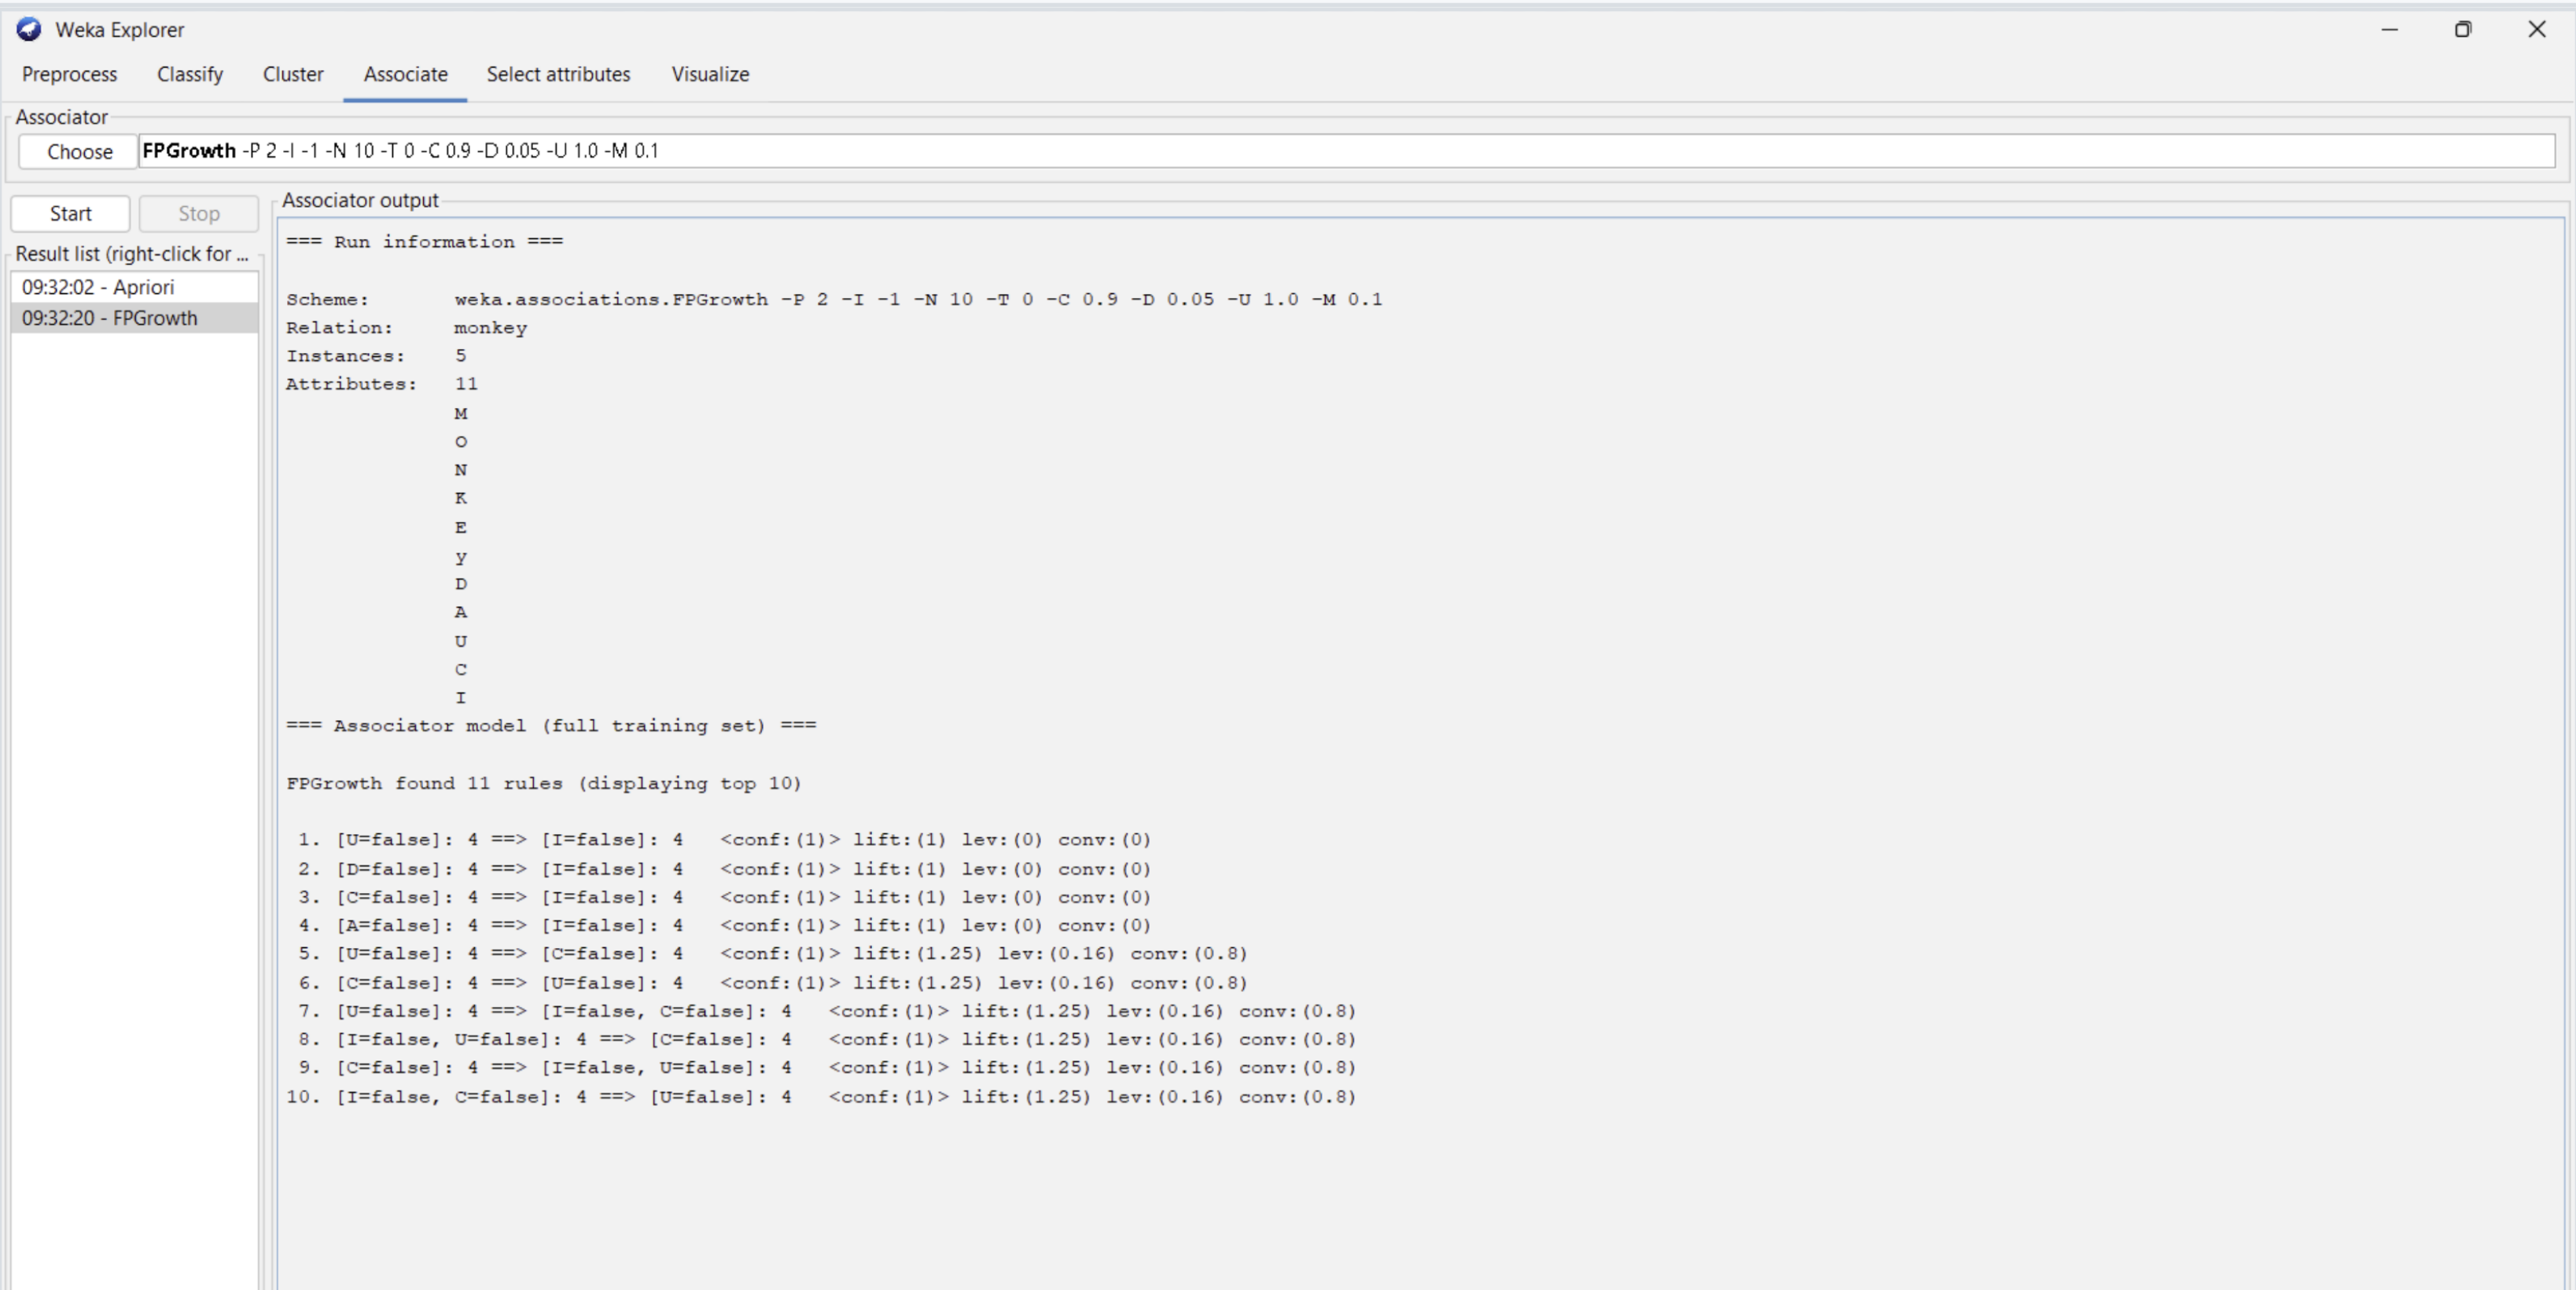 Weka Explorer
Preprocess Classify Cluster Associate Select attributes Visualize
Associator
Choose FPGrowth -P 2 -I -1 -N 10 -T 0 -C 0.9 -D 0.05 -U 1.0 -M 0.1
Start Stop
Result list (right-click for ...
09:32:02 - Apriori
09:32:20 - FPGrowth
Associator output
=== Run information ===
Scheme: weka.associations.FPGrowth -P 2 -I -1 -N 10 -T 0 -C 0.9 -D 0.05 -U 1.0 -M 0.1
Relation: monkey
Instances: 5
Attributes: 11
M
O
N
K
E
y
D
A
U
C
I
=== Associator model (full training set) ===
FPGrowth found 11 rules (displaying top 10)
1. [U=false]: 4 ==> [I=false]: 4 <conf:(1)> lift:(1) lev:(0) conv:(0)
2. [D=false]: 4 ==> [I=false]: 4 <conf:(1)> lift:(1) lev:(0) conv:(0)
3. [C=false]: 4 ==> [I=false]: 4 <conf:(1)> lift:(1) lev:(0) conv:(0)
4. [A=false]: 4 ==> [I=false]: 4 <conf:(1)> lift:(1) lev:(0) conv:(0)
5. [U=false]: 4 ==> [C=false]: 4 <conf:(1)> lift:(1.25) lev:(0.16) conv:(0.8)
6. [C=false]: 4 ==> [U=false]: 4 <conf:(1)> lift:(1.25) lev:(0.16) conv:(0.8)
7. [U=false]: 4 ==> [I=false, C=false]: 4 <conf:(1)> lift:(1.25) lev:(0.16) conv:(0.8)
8. [I=false, U=false]: 4 ==> [C=false]: 4 <conf:(1)> lift:(1.25) lev:(0.16) conv:(0.8)
9. [C=false]: 4 ==> [I=false, U=false]: 4 <conf:(1)> lift:(1.25) lev:(0.16) conv:(0.8)
10. [I=false, C=false]: 4 ==> [U=false]: 4 <conf:(1)> lift:(1.25) lev:(0.16) conv:(0.8)